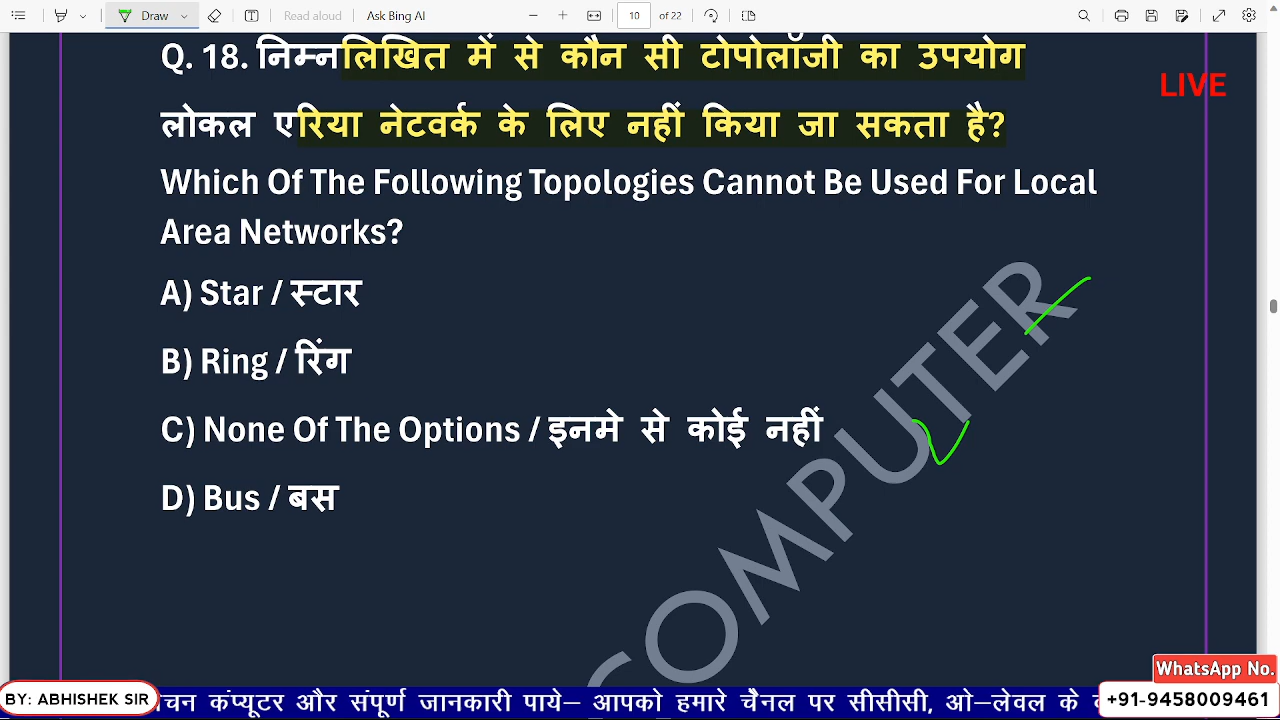 Draw
Read aloud
Ask Bing AI
10
of 22
Q. 18. निम्नलिखित में से कौन सी टोपोलॉजी का उपयोग
लोकल एरिया नेटवर्क के लिए नहीं किया जा सकता है?
LIVE
Which Of The Following Topologies Cannot Be Used For Local
Area Networks?
A) Star / स्टार
B) Ring / रिंग
C) None Of The Options / इनमे से कोई नहीं
D) Bus / बस
COMPUTER
WhatsApp No.
+91-9458009461
BY: ABHISHEK SIR
चन कंप्यूटर और संपूर्ण जानकारी पाये– आपको हमारे चैनल पर सीसीसी, ओ–लेवल के